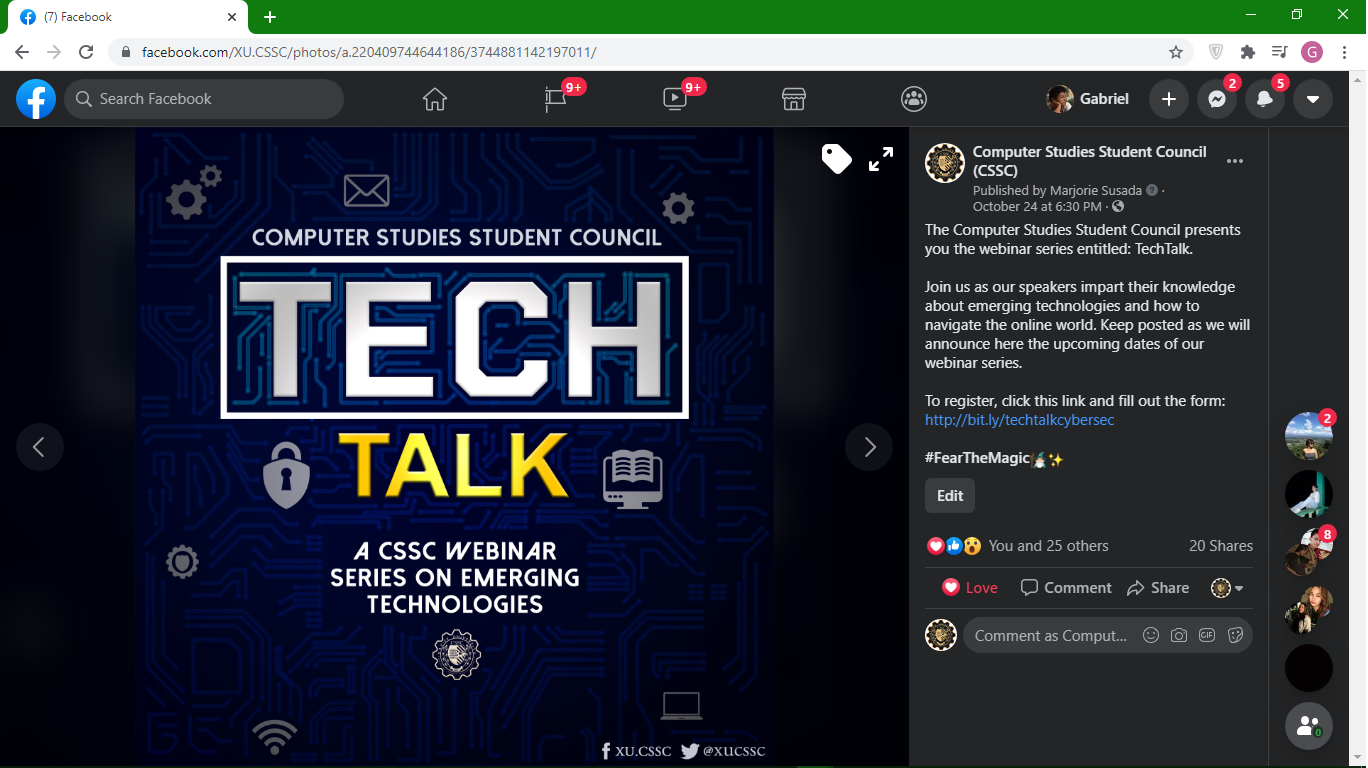 (7) Facebook
facebook.com/XU.CSSC/photos/a.220409744644186/3744881142197011/
G
Search Facebook
9+
9+
Gabriel
2
5
COMPUTER STUDIES STUDENT COUNCIL
TECH
TALK
A CSSC WEBINAR
SERIES ON EMERGING
TECHNOLOGIES
XU.CSSC @XUCSSC
Computer Studies Student Council
(CSSC)
Published by Marjorie Susada
October 24 at 6:30 PM ·
The Computer Studies Student Council presents
you the webinar series entitled: TechTalk.
Join us as our speakers impart their knowledge
about emerging technologies and how to
navigate the online world. Keep posted as we will
announce here the upcoming dates of our
webinar series.
To register, click this link and fill out the form:
http://bit.ly/techtalkcybersec
#FearTheMagic🧙✨
Edit
You and 25 others 20 Shares
Love Comment Share
Comment as Comput... GIF
2
8
0